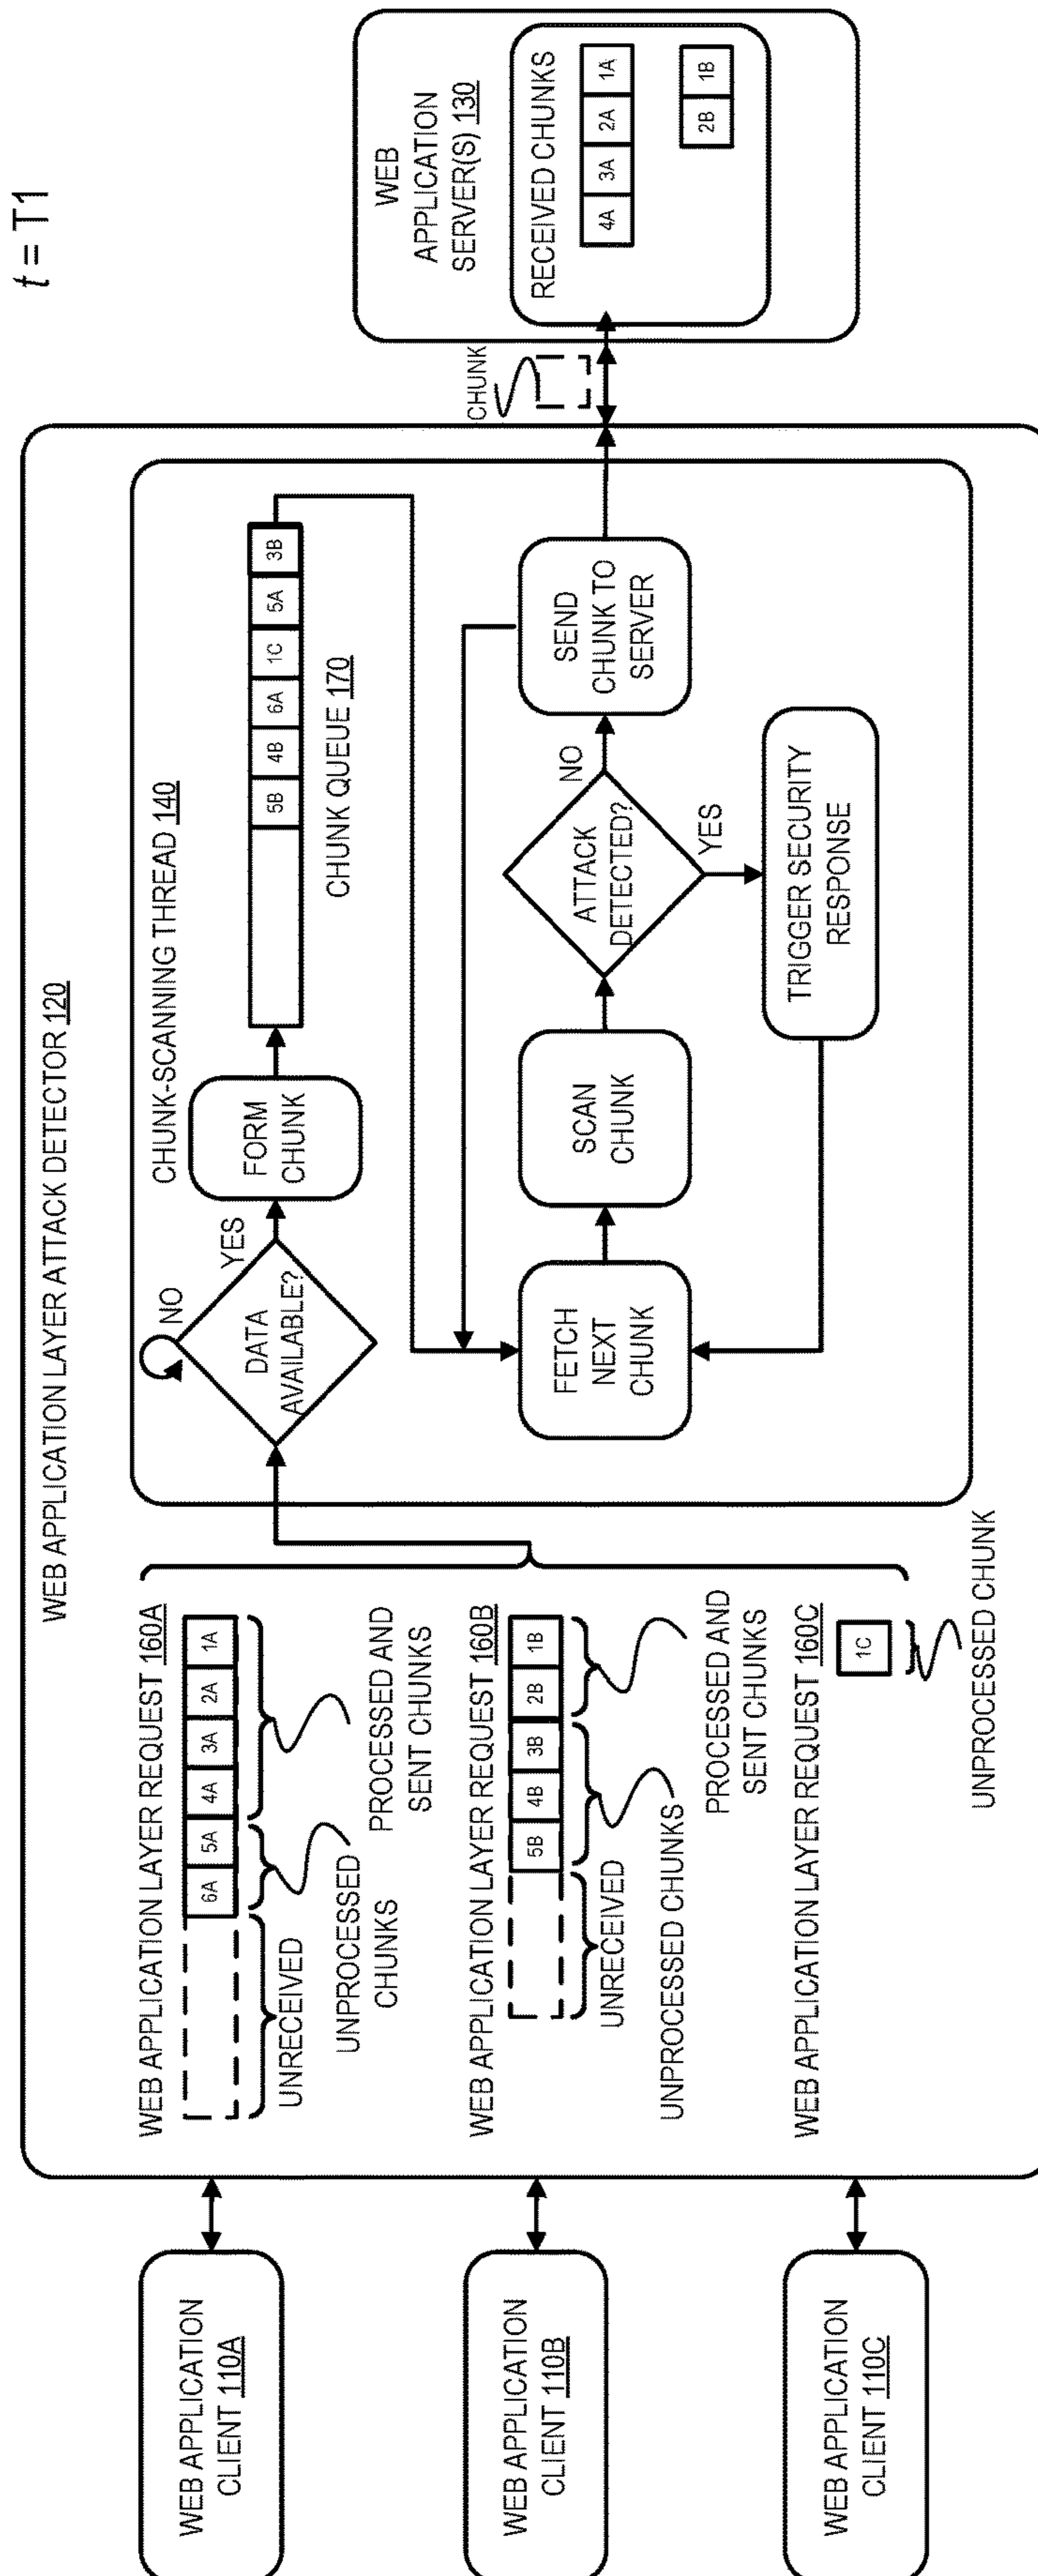 t = T1
WEB APPLICATION LAYER ATTACK DETECTOR 120
WEB APPLICATION
CLIENT 110A
WEB APPLICATION
CLIENT 110B
WEB APPLICATION
CLIENT 110C
WEB APPLICATION LAYER REQUEST 160A
6A 5A 4A 3A 2A 1A
UNRECEIVED
UNPROCESSED
CHUNKS
PROCESSED AND
SENT CHUNKS
WEB APPLICATION LAYER REQUEST 160B
5B 4B 3B 2B 1B
UNRECEIVED
UNPROCESSED CHUNKS
PROCESSED AND
SENT CHUNKS
WEB APPLICATION LAYER REQUEST 160C
1C
UNPROCESSED CHUNK
CHUNK-SCANNING THREAD 140
NO
DATA
AVAILABLE?
YES
FORM
CHUNK
5B 4B 6A 1C 5A 3B
CHUNK QUEUE 170
FETCH
NEXT
CHUNK
SCAN
CHUNK
ATTACK
DETECTED?
NO
YES
SEND
CHUNK TO
SERVER
TRIGGER SECURITY
RESPONSE
CHUNK
WEB
APPLICATION
SERVER(S) 130
RECEIVED CHUNKS
4A 3A 2A 1A
2B 1B